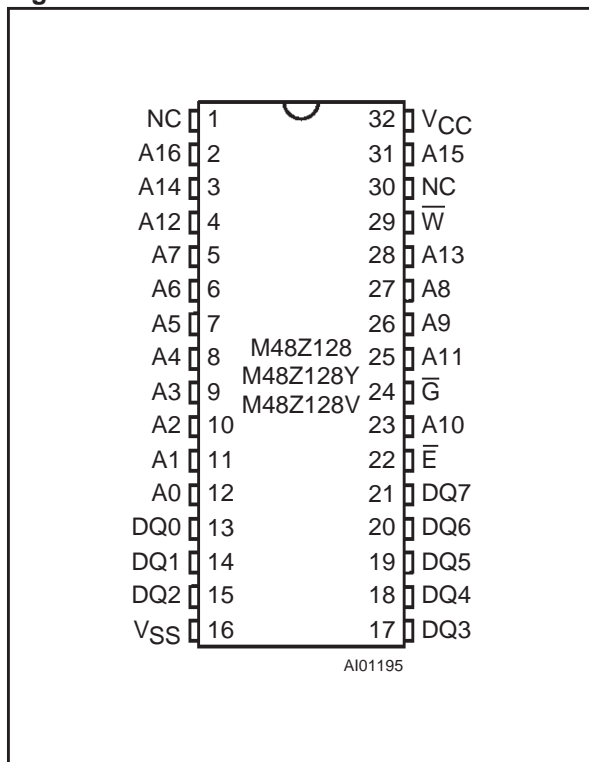 NC 1 32 VCC
A16 2 31 A15
A14 3 30 NC
A12 4 29 W̅
A7 5 28 A13
A6 6 27 A8
A5 7 26 A9
A4 8 M48Z128 25 A11
M48Z128Y
A3 9 24 G̅
M48Z128V
A2 10 23 A10
A1 11 22 E̅
A0 12 21 DQ7
DQ0 13 20 DQ6
DQ1 14 19 DQ5
DQ2 15 18 DQ4
VSS 16 17 DQ3
AI01195